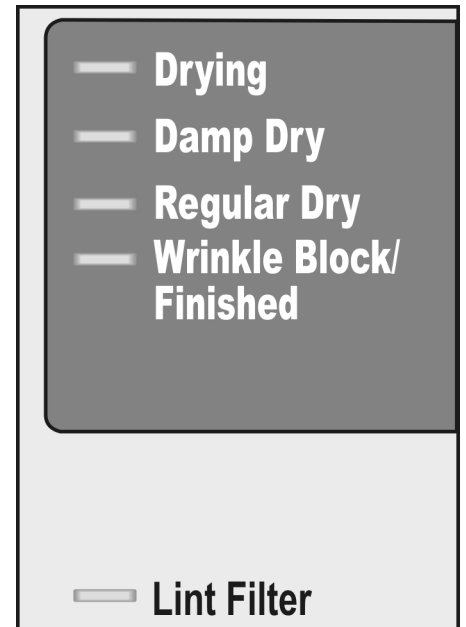 Drying
Damp Dry
Regular Dry
Wrinkle Block/
Finished
Lint Filter